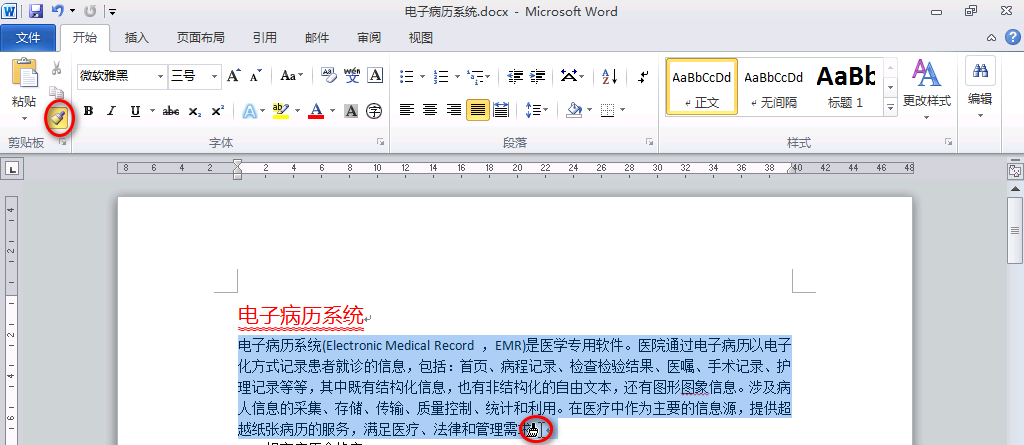 电子病历系统.docx - Microsoft Word
文件 开始 插入 页面布局 引用 邮件 审阅 视图
粘贴
剪贴板
微软雅黑 三号 A A Aa wén A
B I U abc x₂ x² A ab A A 字
字体
段落
AaBbCcDd AaBbCcDd AaBb
正文 无间隔 标题 1
更改样式
样式
编辑
8 6 4 2 2 4 6 8 10 12 14 16 18 20 22 24 26 28 30 32 34 36 38 40 42 44 46 48
4
2
2
4
6
电子病历系统
电子病历系统(Electronic Medical Record ，EMR)是医学专用软件。医院通过电子病历以电子
化方式记录患者就诊的信息，包括：首页、病程记录、检查检验结果、医嘱、手术记录、护
理记录等等，其中既有结构化信息，也有非结构化的自由文本，还有图形图象信息。涉及病
人信息的采集、存储、传输、质量控制、统计和利用。在医疗中作为主要的信息源，提供超
越纸张病历的服务，满足医疗、法律和管理需